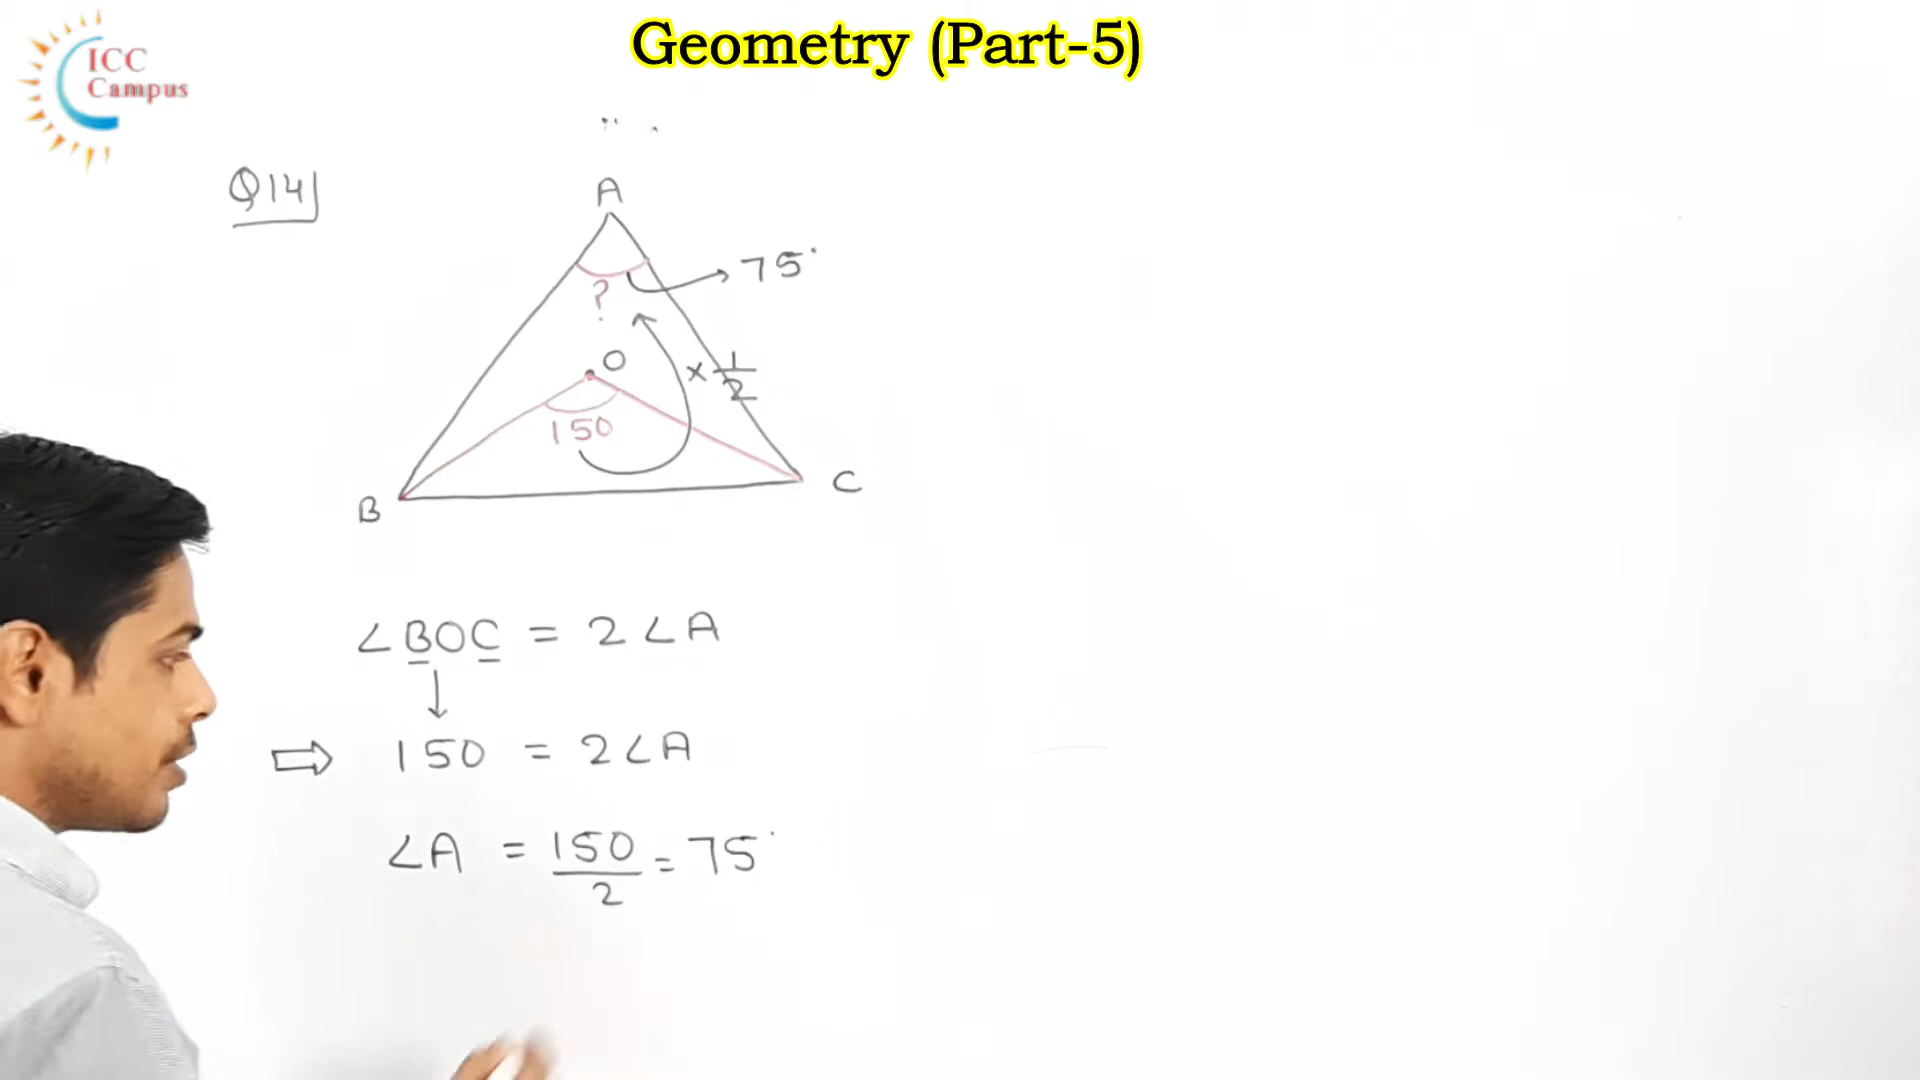 Geometry (Part-5)
ICC
Campus
Q14
A
75°
?
O
× 1/2
150
B
C
∠BOC = 2∠A
⇒ 150 = 2∠A
∠A = 150/2 = 75°